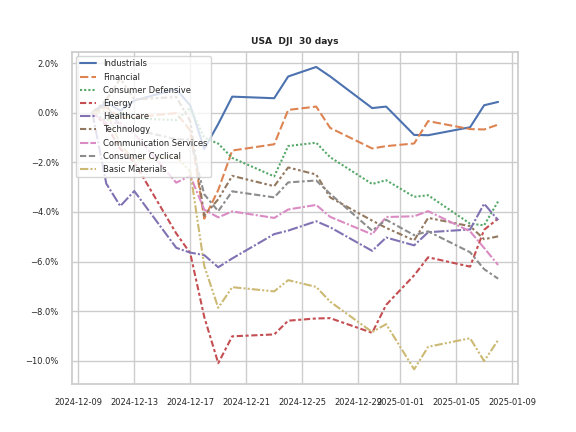 USA  DJI  30 days
2.0%
0.0%
−2.0%
−4.0%
−6.0%
−8.0%
−10.0%
Industrials
Financial
Consumer Defensive
Energy
Healthcare
Technology
Communication Services
Consumer Cyclical
Basic Materials
2024-12-09 2024-12-13 2024-12-17 2024-12-21 2024-12-25 2024-12-29 2025-01-01 2025-01-05 2025-01-09